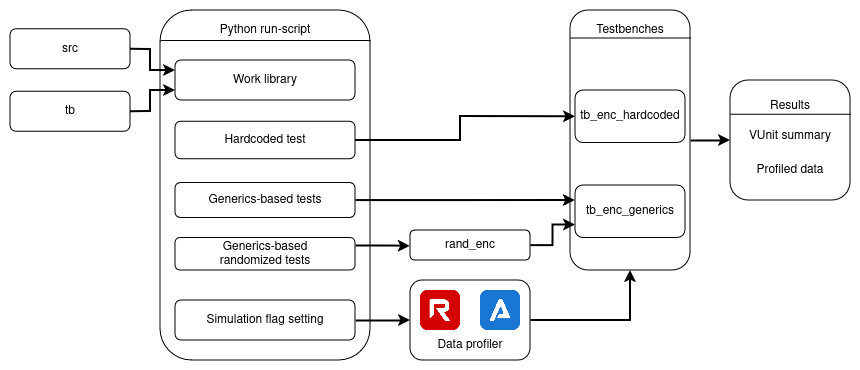 src
tb
Python run-script
Work library
Hardcoded test
Generics-based tests
Generics-based
randomized tests
Simulation flag setting
rand_enc
R A
Data profiler
Testbenches
tb_enc_hardcoded
tb_enc_generics
Results
VUnit summary
Profiled data